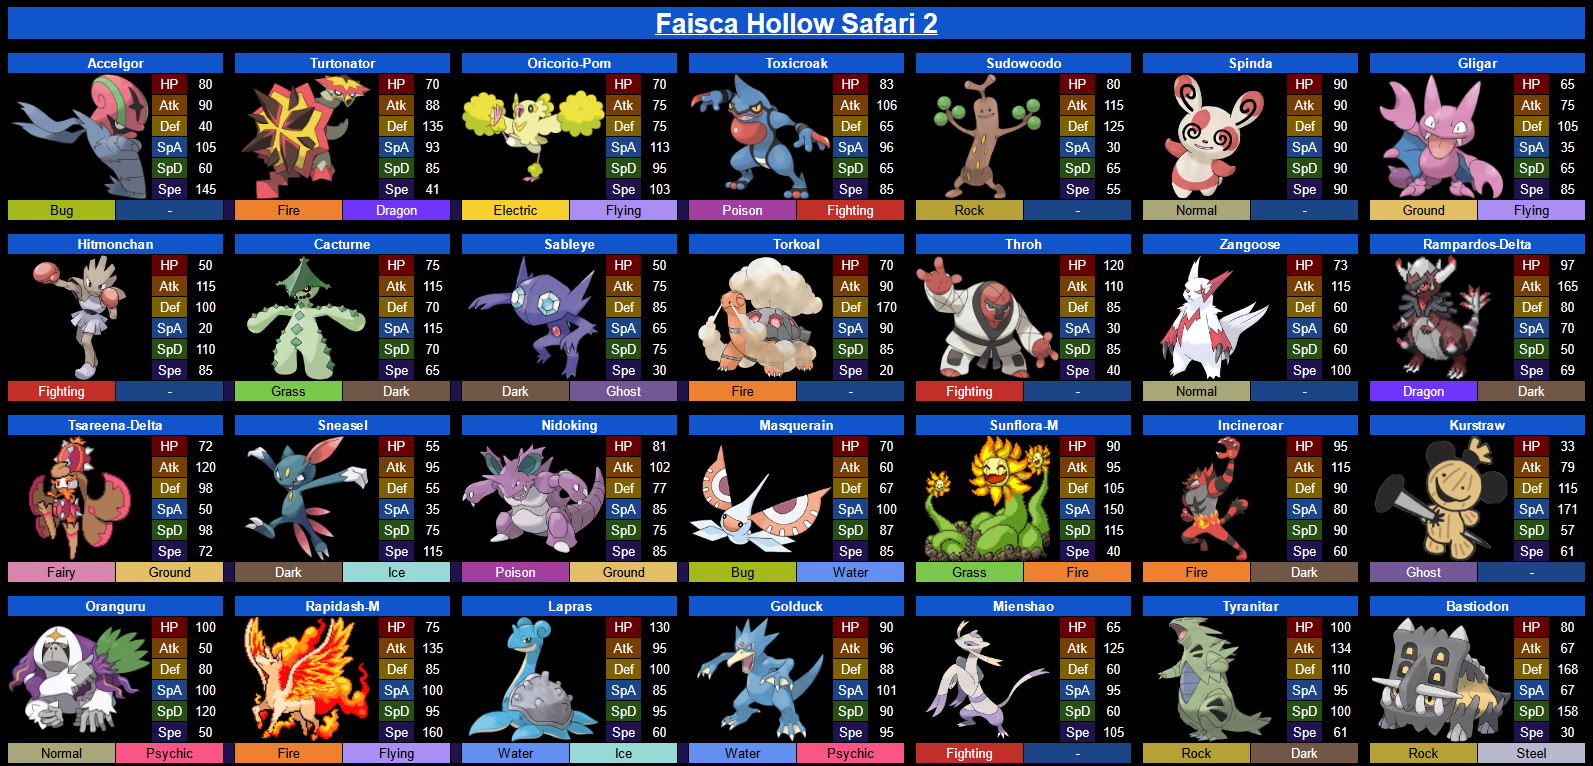 Faisca Hollow Safari 2
Accelgor Turtonator Oricorio-Pom Toxicroak Sudowoodo Spinda Gligar
HP 80 HP 70 HP 70 HP 83 HP 80 HP 90 HP 65
Atk 90 Atk 88 Atk 75 Atk 106 Atk 115 Atk 90 Atk 75
Def 40 Def 135 Def 75 Def 65 Def 125 Def 90 Def 105
SpA 105 SpA 93 SpA 113 SpA 96 SpA 30 SpA 90 SpA 35
SpD 60 SpD 85 SpD 95 SpD 65 SpD 65 SpD 90 SpD 65
Spe 145 Spe 41 Spe 103 Spe 85 Spe 55 Spe 90 Spe 85
Bug - Fire Dragon Electric Flying Poison Fighting Rock - Normal - Ground Flying
Hitmonchan Cacturne Sableye Torkoal Throh Zangoose Rampardos-Delta
HP 50 HP 75 HP 50 HP 70 HP 120 HP 73 HP 97
Atk 115 Atk 115 Atk 75 Atk 90 Atk 110 Atk 115 Atk 165
Def 100 Def 70 Def 85 Def 170 Def 85 Def 60 Def 80
SpA 20 SpA 115 SpA 65 SpA 90 SpA 30 SpA 60 SpA 70
SpD 110 SpD 70 SpD 75 SpD 85 SpD 85 SpD 60 SpD 50
Spe 85 Spe 65 Spe 30 Spe 20 Spe 40 Spe 100 Spe 69
Fighting - Grass Dark Dark Ghost Fire - Fighting - Normal - Dragon Dark
Tsareena-Delta Sneasel Nidoking Masquerain Sunflora-M Incineroar Kurstraw
HP 72 HP 55 HP 81 HP 70 HP 90 HP 95 HP 33
Atk 120 Atk 95 Atk 102 Atk 60 Atk 95 Atk 115 Atk 79
Def 98 Def 55 Def 77 Def 67 Def 105 Def 90 Def 115
SpA 50 SpA 35 SpA 85 SpA 100 SpA 150 SpA 80 SpA 171
SpD 98 SpD 75 SpD 75 SpD 87 SpD 115 SpD 90 SpD 57
Spe 72 Spe 115 Spe 85 Spe 85 Spe 40 Spe 60 Spe 61
Fairy Ground Dark Ice Poison Ground Bug Water Grass Fire Fire Dark Ghost -
Oranguru Rapidash-M Lapras Golduck Mienshao Tyranitar Bastiodon
HP 100 HP 75 HP 130 HP 90 HP 65 HP 100 HP 80
Atk 50 Atk 135 Atk 95 Atk 96 Atk 125 Atk 134 Atk 67
Def 80 Def 85 Def 100 Def 88 Def 60 Def 110 Def 168
SpA 100 SpA 100 SpA 85 SpA 101 SpA 95 SpA 95 SpA 67
SpD 120 SpD 95 SpD 95 SpD 90 SpD 60 SpD 100 SpD 158
Spe 50 Spe 160 Spe 60 Spe 95 Spe 105 Spe 61 Spe 30
Normal Psychic Fire Flying Water Ice Water Psychic Fighting - Rock Dark Rock Steel